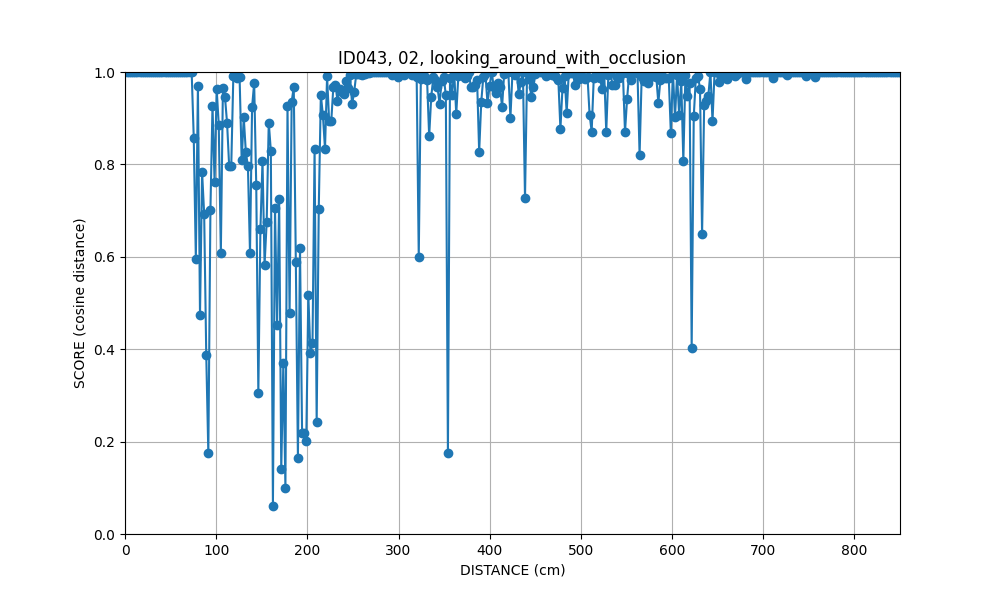 ID043, 02, looking_around_with_occlusion
1.0
0.8
0.6
0.4
0.2
0.0
SCORE (cosine distance)
0 100 200 300 400 500 600 700 800
DISTANCE (cm)